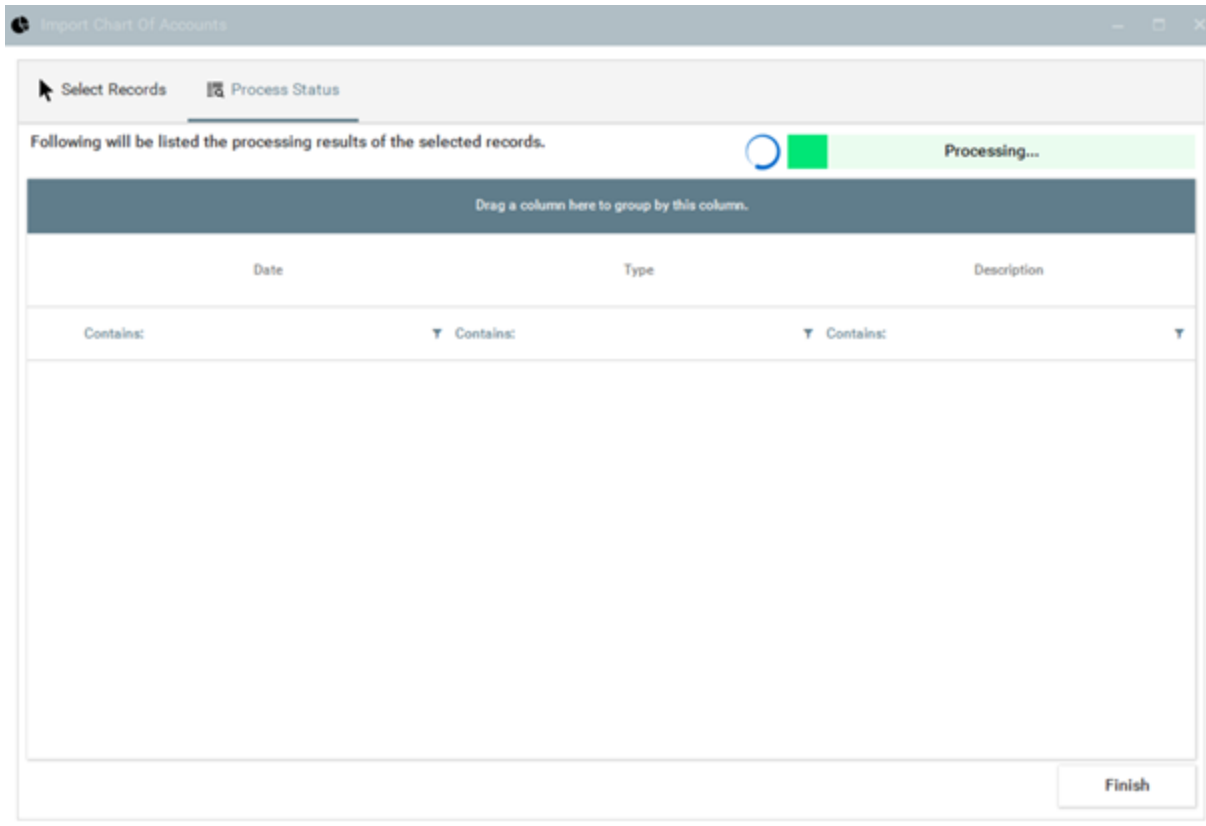 Import Chart Of Accounts
Select Records Process Status
Following will be listed the processing results of the selected records.
Processing...
Drag a column here to group by this column.
Date Type Description
Contains: Contains: Contains:
Finish